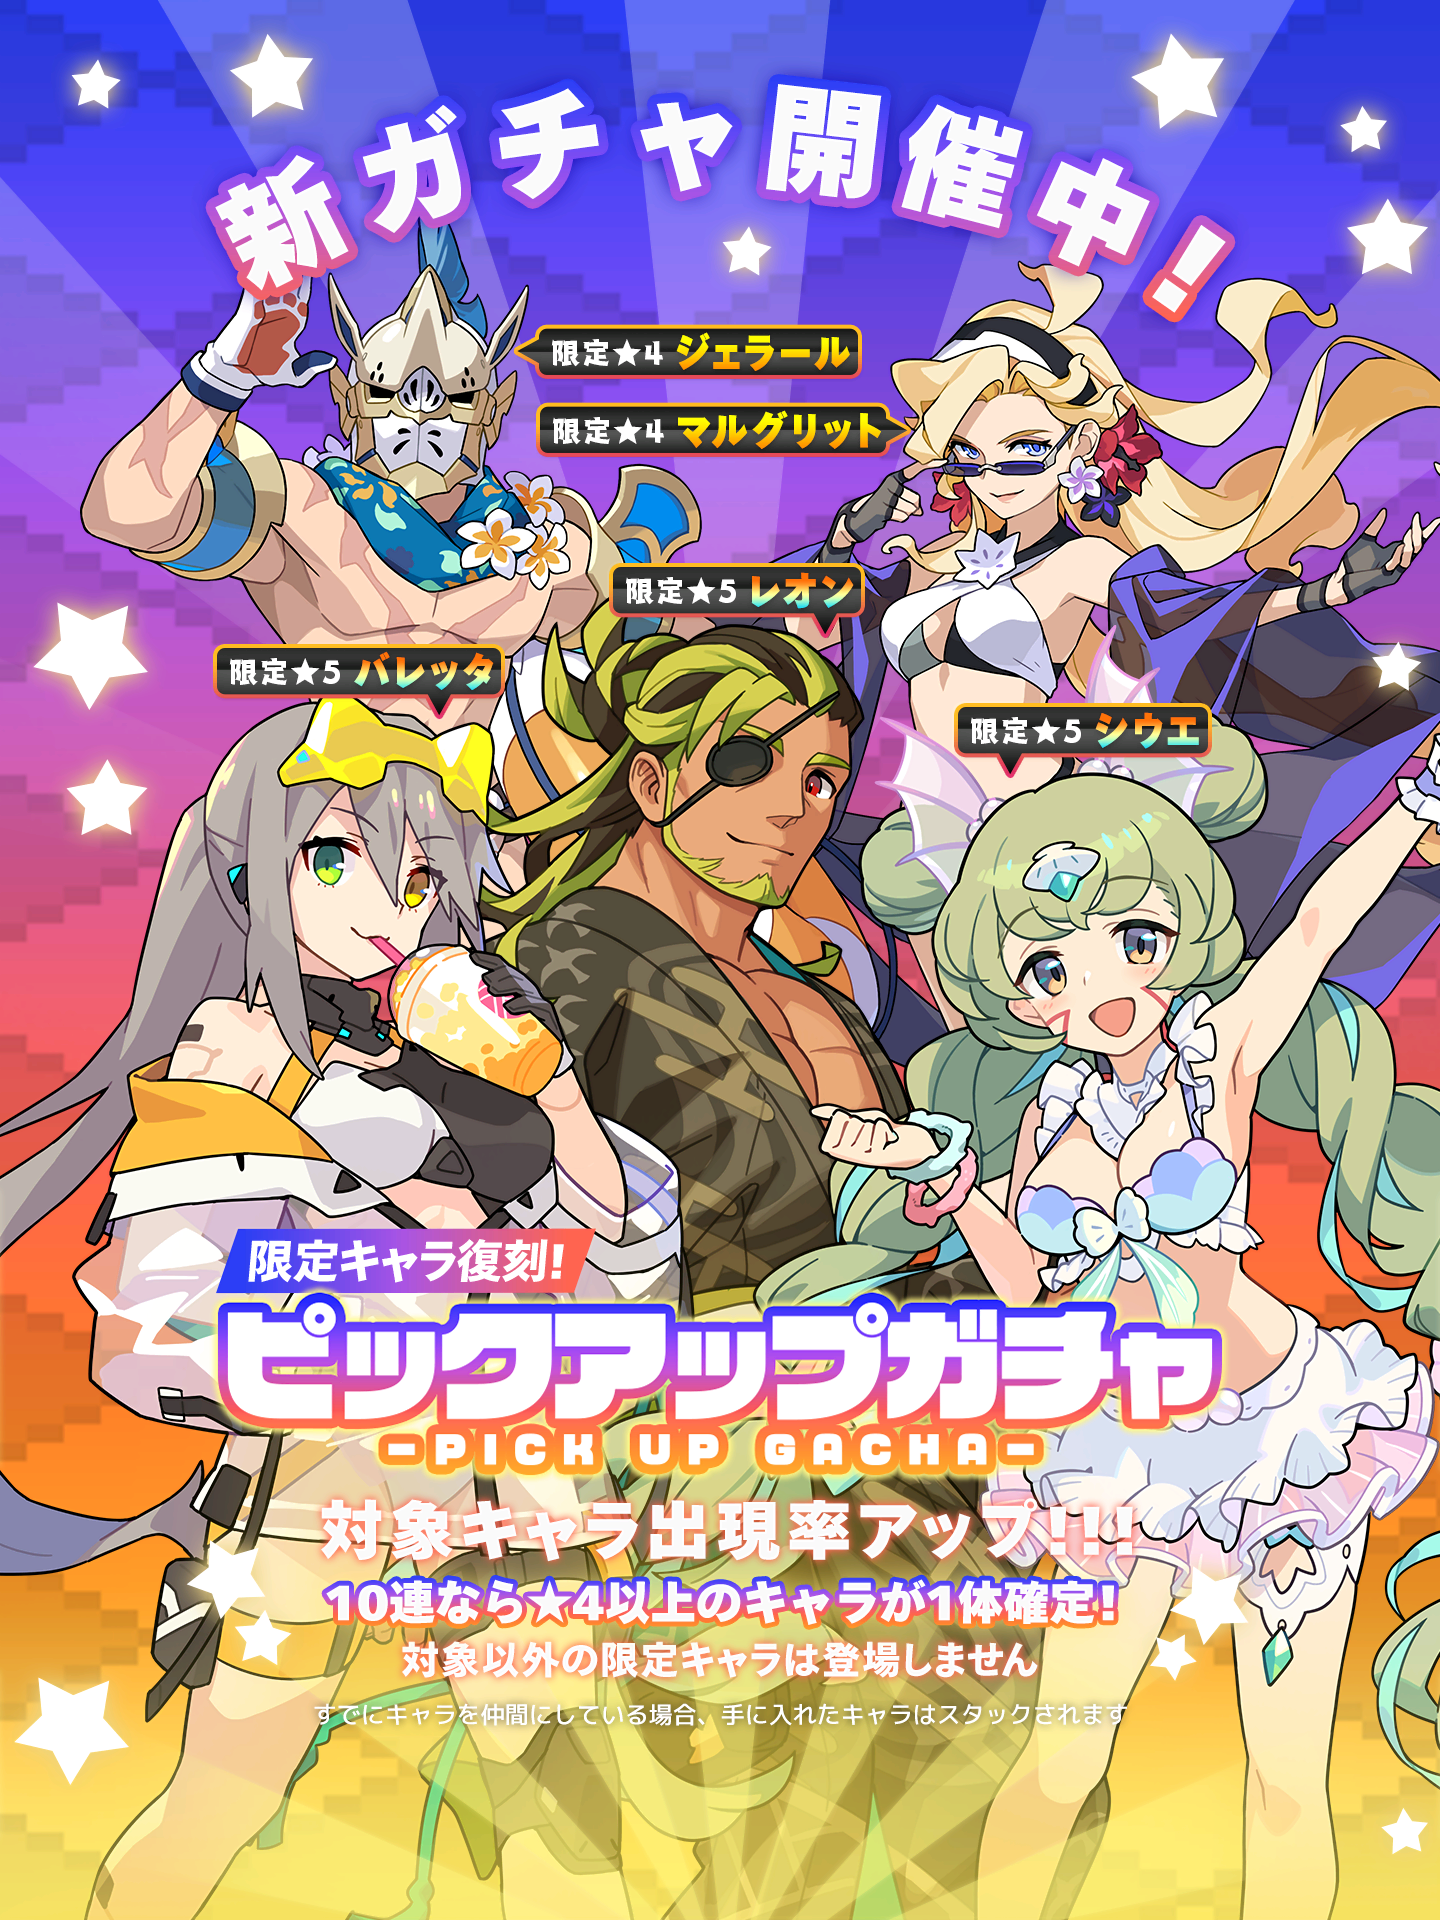 新ガチャ開催中!
限定★4 ジェラール
限定★4 マルグリット
限定★5 レオン
限定★5 バレッタ
限定★5 シウエ
限定キャラ復刻!
ピックアップガチャ
-PICK UP GACHA-
対象キャラ出現率アップ!!!
10連なら★4以上のキャラが1体確定!
対象以外の限定キャラは登場しません
すでにキャラを仲間にしている場合、手に入れたキャラはスタックされます